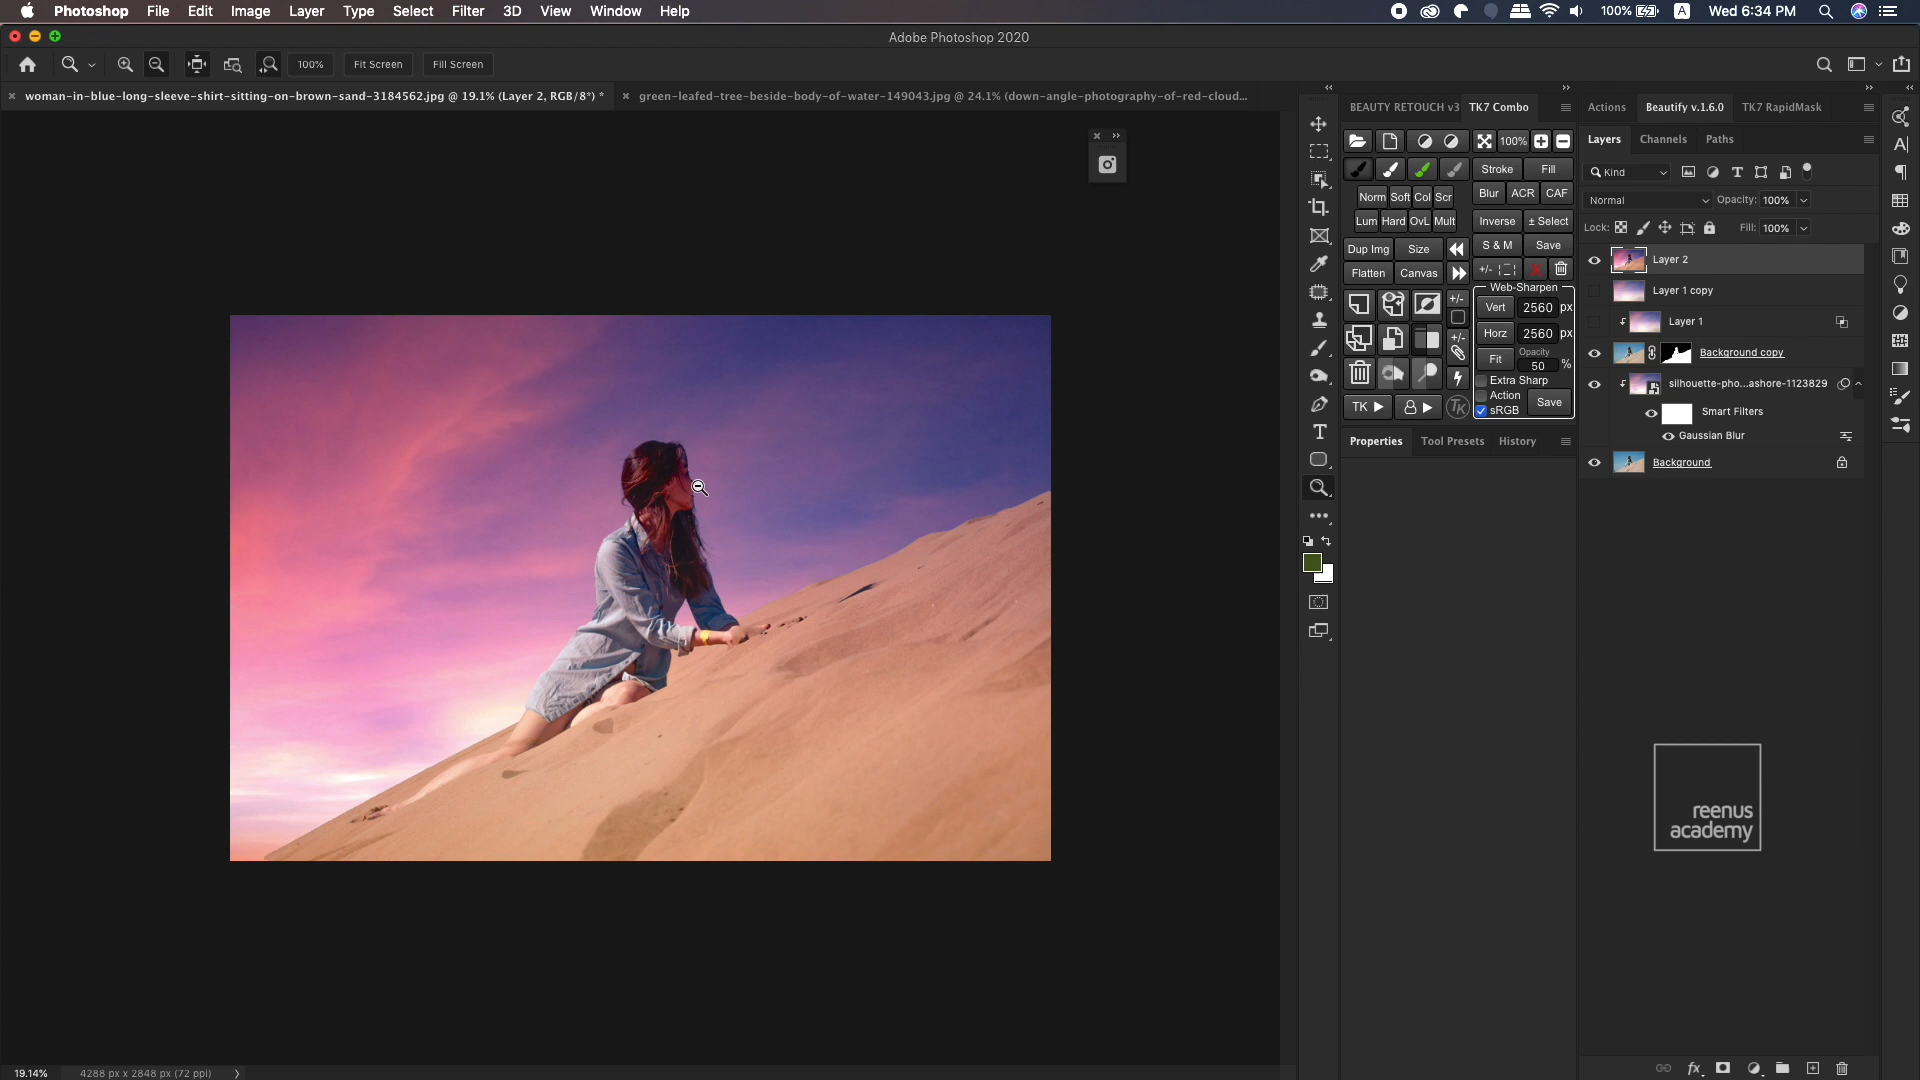 Photoshop File Edit Image Layer Type Select Filter 3D View Window Help 100% A Wed 6:34 PM
Adobe Photoshop 2020
100% Fit Screen Fill Screen
woman-in-blue-long-sleeve-shirt-sitting-on-brown-sand-3184562.jpg @ 19.1% (Layer 2, RGB/8*) *
green-leafed-tree-beside-body-of-water-149043.jpg @ 24.1% (down-angle-photography-of-red-cloud...
BEAUTY RETOUCH v3 TK7 Combo
100%
Stroke Fill
Norm Soft Col Scr
Blur ACR CAF
Lum Hard OvL Mult
Inverse ± Select
Dup Img Size
S & M Save
Flatten Canvas
+/-
Web-Sharpen
+/-
Vert 2560 px
Horz 2560 px
+/-
Fit Opacity 50 %
Extra Sharp
Action
sRGB Save
TK
TK
Properties Tool Presets History
Actions Beautify v.1.6.0 TK7 RapidMask
Layers Channels Paths
Kind
Normal Opacity: 100%
Lock: Fill: 100%
Layer 2
Layer 1 copy
Layer 1
Background copy
silhouette-pho...ashore-1123829
Smart Filters
Gaussian Blur
Background
reenus
academy
fx
19.14% 4288 px x 2848 px (72 ppi)